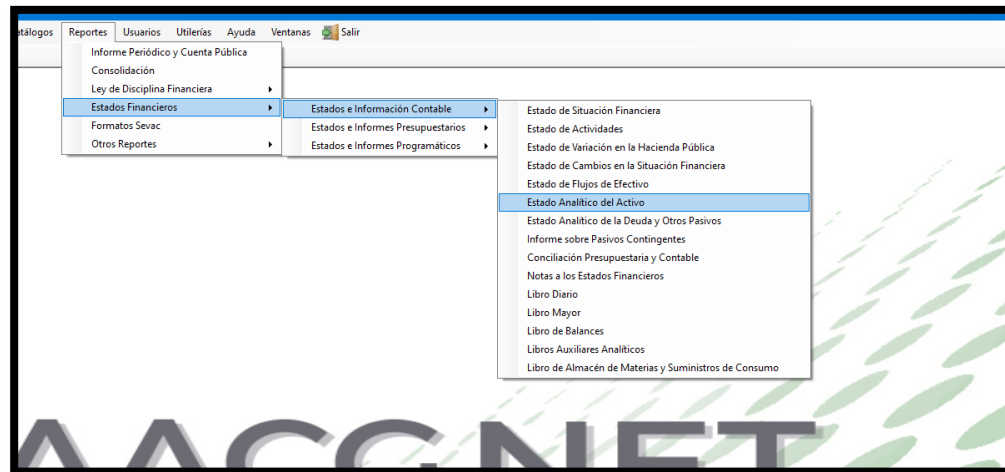 atálogos Reportes Usuarios Utilerías Ayuda Ventanas Salir
Informe Periódico y Cuenta Pública
Consolidación
Ley de Disciplina Financiera
Estados Financieros
Formatos Sevac
Otros Reportes
Estados e Información Contable
Estados e Informes Presupuestarios
Estados e Informes Programáticos
Estado de Situación Financiera
Estado de Actividades
Estado de Variación en la Hacienda Pública
Estado de Cambios en la Situación Financiera
Estado de Flujos de Efectivo
Estado Analítico del Activo
Estado Analítico de la Deuda y Otros Pasivos
Informe sobre Pasivos Contingentes
Conciliación Presupuestaria y Contable
Notas a los Estados Financieros
Libro Diario
Libro Mayor
Libro de Balances
Libros Auxiliares Analíticos
Libro de Almacén de Materias y Suministros de Consumo
AACG.NET